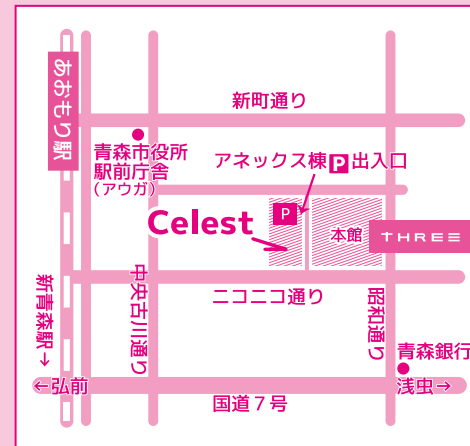 あおもり駅
新町通り
青森市役所
駅前庁舎
(アウガ)
アネックス棟P出入口
P
Celest
本館
THREE
ニコニコ通り
中央古川通り
昭和通り
新青森駅→
青森銀行
←弘前
浅虫→
国道７号